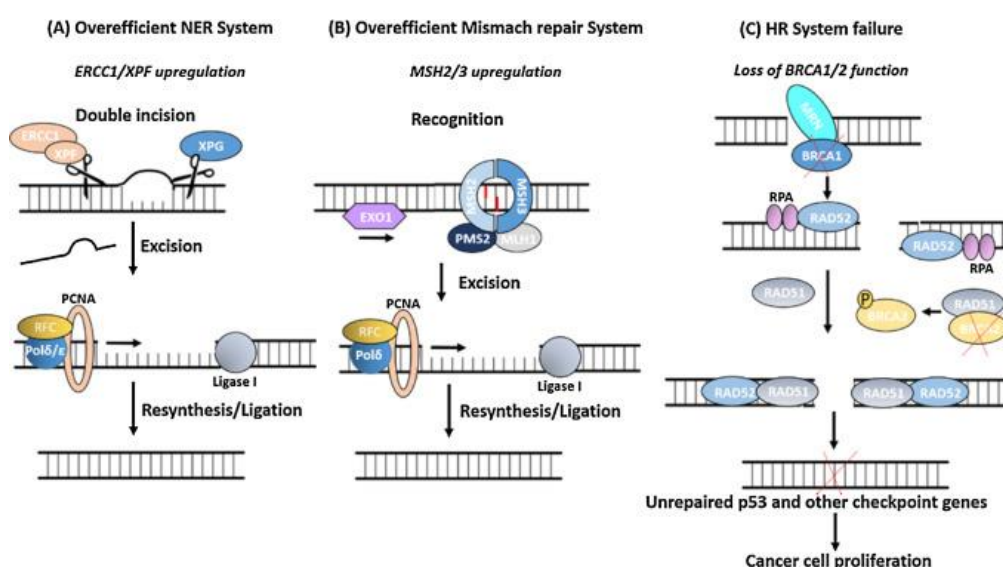 (A) Overefficient NER System
ERCC1/XPF upregulation
Double incision
ERCC1
XPF
XPG
Excision
PCNA
RFC
Polδ/ε
Ligase I
Resynthesis/Ligation
(B) Overefficient Mismach repair System
MSH2/3 upregulation
Recognition
MSH2
MSH3
EXO1
PMS2
MLH1
Excision
PCNA
RFC
Polδ
Ligase I
Resynthesis/Ligation
(C) HR System failure
Loss of BRCA1/2 function
MRN
BRCA1
RPA
RAD52
RAD52
RPA
RAD51
P
BRCA2
RAD51
RAD52
RAD51
RAD51
RAD52
Unrepaired p53 and other checkpoint genes
Cancer cell proliferation